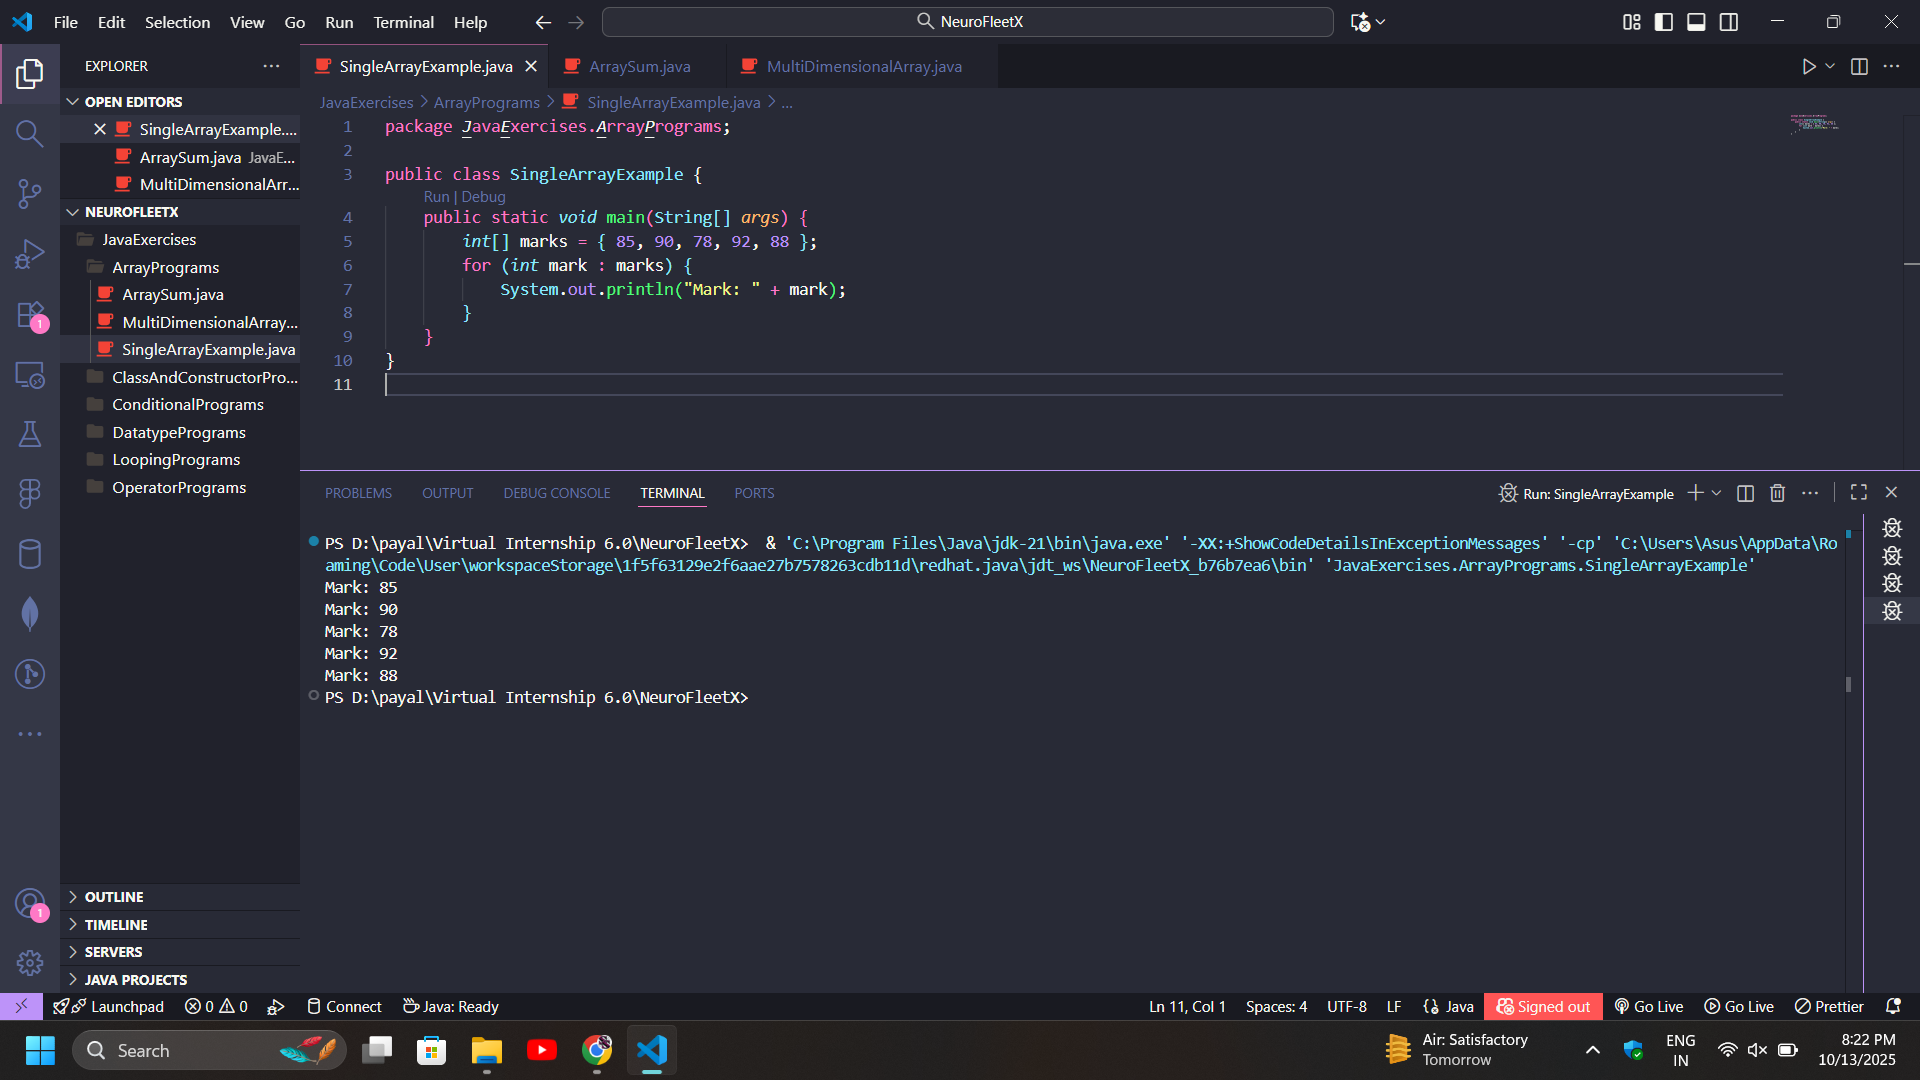 File Edit Selection View Go Run Terminal Help
NeuroFleetX
EXPLORER
OPEN EDITORS
SingleArrayExample....
ArraySum.java JavaE...
MultiDimensionalArr...
NEUROFLEETX
JavaExercises
ArrayPrograms
ArraySum.java
MultiDimensionalArray...
SingleArrayExample.java
ClassAndConstructorPro...
ConditionalPrograms
DatatypePrograms
LoopingPrograms
OperatorPrograms
OUTLINE
TIMELINE
SERVERS
JAVA PROJECTS
1
1
SingleArrayExample.java ArraySum.java MultiDimensionalArray.java
JavaExercises > ArrayPrograms > SingleArrayExample.java > ...
1 package JavaExercises.ArrayPrograms;
2
3 public class SingleArrayExample {
Run | Debug
4 public static void main(String[] args) {
5 int[] marks = { 85, 90, 78, 92, 88 };
6 for (int mark : marks) {
7 System.out.println("Mark: " + mark);
8 }
9 }
10 }
11
PROBLEMS OUTPUT DEBUG CONSOLE TERMINAL PORTS
Run: SingleArrayExample
PS D:\payal\Virtual Internship 6.0\NeuroFleetX>  & 'C:\Program Files\Java\jdk-21\bin\java.exe' '-XX:+ShowCodeDetailsInExceptionMessages' '-cp' 'C:\Users\Asus\AppData\Ro
aming\Code\User\workspaceStorage\1f5f63129e2f6aae27b7578263cdb11d\redhat.java\jdt_ws\NeuroFleetX_b76b7ea6\bin' 'JavaExercises.ArrayPrograms.SingleArrayExample'
Mark: 85
Mark: 90
Mark: 78
Mark: 92
Mark: 88
PS D:\payal\Virtual Internship 6.0\NeuroFleetX>
Launchpad 0 0 Connect Java: Ready
Ln 11, Col 1 Spaces: 4 UTF-8 LF {} Java Signed out Go Live Go Live Prettier
Search
Air: Satisfactory
Tomorrow
ENG
IN
8:22 PM
10/13/2025